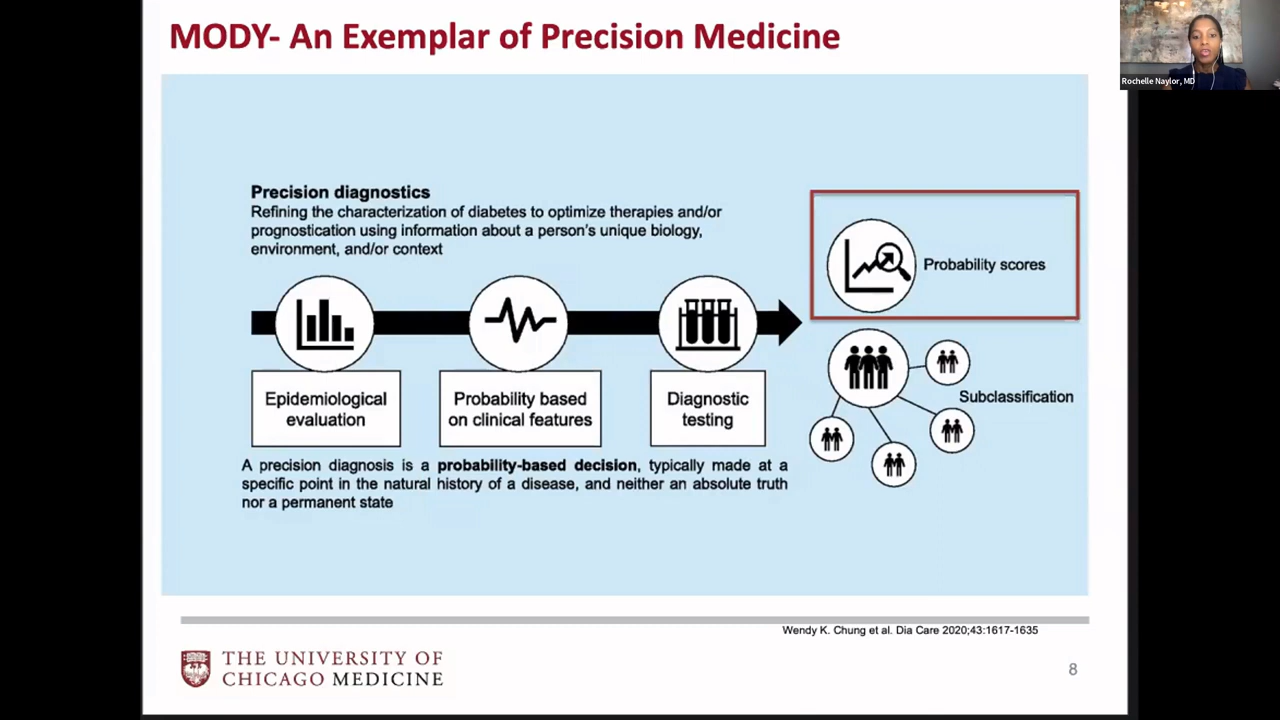 MODY- An Exemplar of Precision Medicine
Rochelle Naylor, MD
Precision diagnostics
Refining the characterization of diabetes to optimize therapies and/or
prognostication using information about a person's unique biology,
environment, and/or context
Probability scores
Epidemiological
evaluation
Probability based
on clinical features
Diagnostic
testing
Subclassification
A precision diagnosis is a probability-based decision, typically made at a
specific point in the natural history of a disease, and neither an absolute truth
nor a permanent state
Wendy K. Chung et al. Dia Care 2020;43:1617-1635
THE UNIVERSITY OF
CHICAGO MEDICINE
8